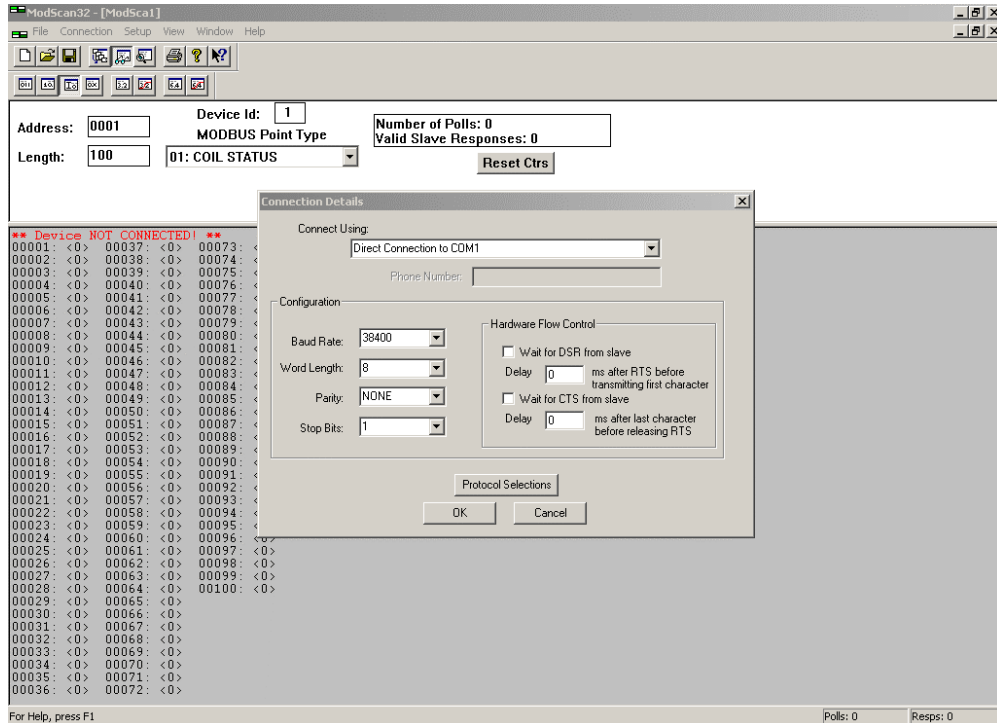 ModScan32 - [ModSca1]
File Connection Setup View Window Help
Device Id: 1
Address: 0001
MODBUS Point Type
Number of Polls: 0
Valid Slave Responses: 0
Length: 100
01: COIL STATUS
Reset Ctrs
Connection Details
Connect Using:
Direct Connection to COM1
Phone Number:
Configuration
Baud Rate: 38400
Word Length: 8
Parity: NONE
Stop Bits: 1
Hardware Flow Control
Wait for DSR from slave
Delay 0 ms after RTS before
transmitting first character
Wait for CTS from slave
Delay 0 ms after last character
before releasing RTS
Protocol Selections
OK Cancel
** Device NOT CONNECTED! **
00001: <0> 00037: <0> 00073: <
00002: <0> 00038: <0> 00074: <
00003: <0> 00039: <0> 00075: <
00004: <0> 00040: <0> 00076: <
00005: <0> 00041: <0> 00077: <
00006: <0> 00042: <0> 00078: <
00007: <0> 00043: <0> 00079: <
00008: <0> 00044: <0> 00080: <
00009: <0> 00045: <0> 00081: <
00010: <0> 00046: <0> 00082: <
00011: <0> 00047: <0> 00083: <
00012: <0> 00048: <0> 00084: <
00013: <0> 00049: <0> 00085: <
00014: <0> 00050: <0> 00086: <
00015: <0> 00051: <0> 00087: <
00016: <0> 00052: <0> 00088: <
00017: <0> 00053: <0> 00089: <
00018: <0> 00054: <0> 00090: <
00019: <0> 00055: <0> 00091: <
00020: <0> 00056: <0> 00092: <
00021: <0> 00057: <0> 00093: <
00022: <0> 00058: <0> 00094: <
00023: <0> 00059: <0> 00095: <
00024: <0> 00060: <0> 00096: <0>
00025: <0> 00061: <0> 00097: <0>
00026: <0> 00062: <0> 00098: <0>
00027: <0> 00063: <0> 00099: <0>
00028: <0> 00064: <0> 00100: <0>
00029: <0> 00065: <0>
00030: <0> 00066: <0>
00031: <0> 00067: <0>
00032: <0> 00068: <0>
00033: <0> 00069: <0>
00034: <0> 00070: <0>
00035: <0> 00071: <0>
00036: <0> 00072: <0>
For Help, press F1
Polls: 0 Resps: 0